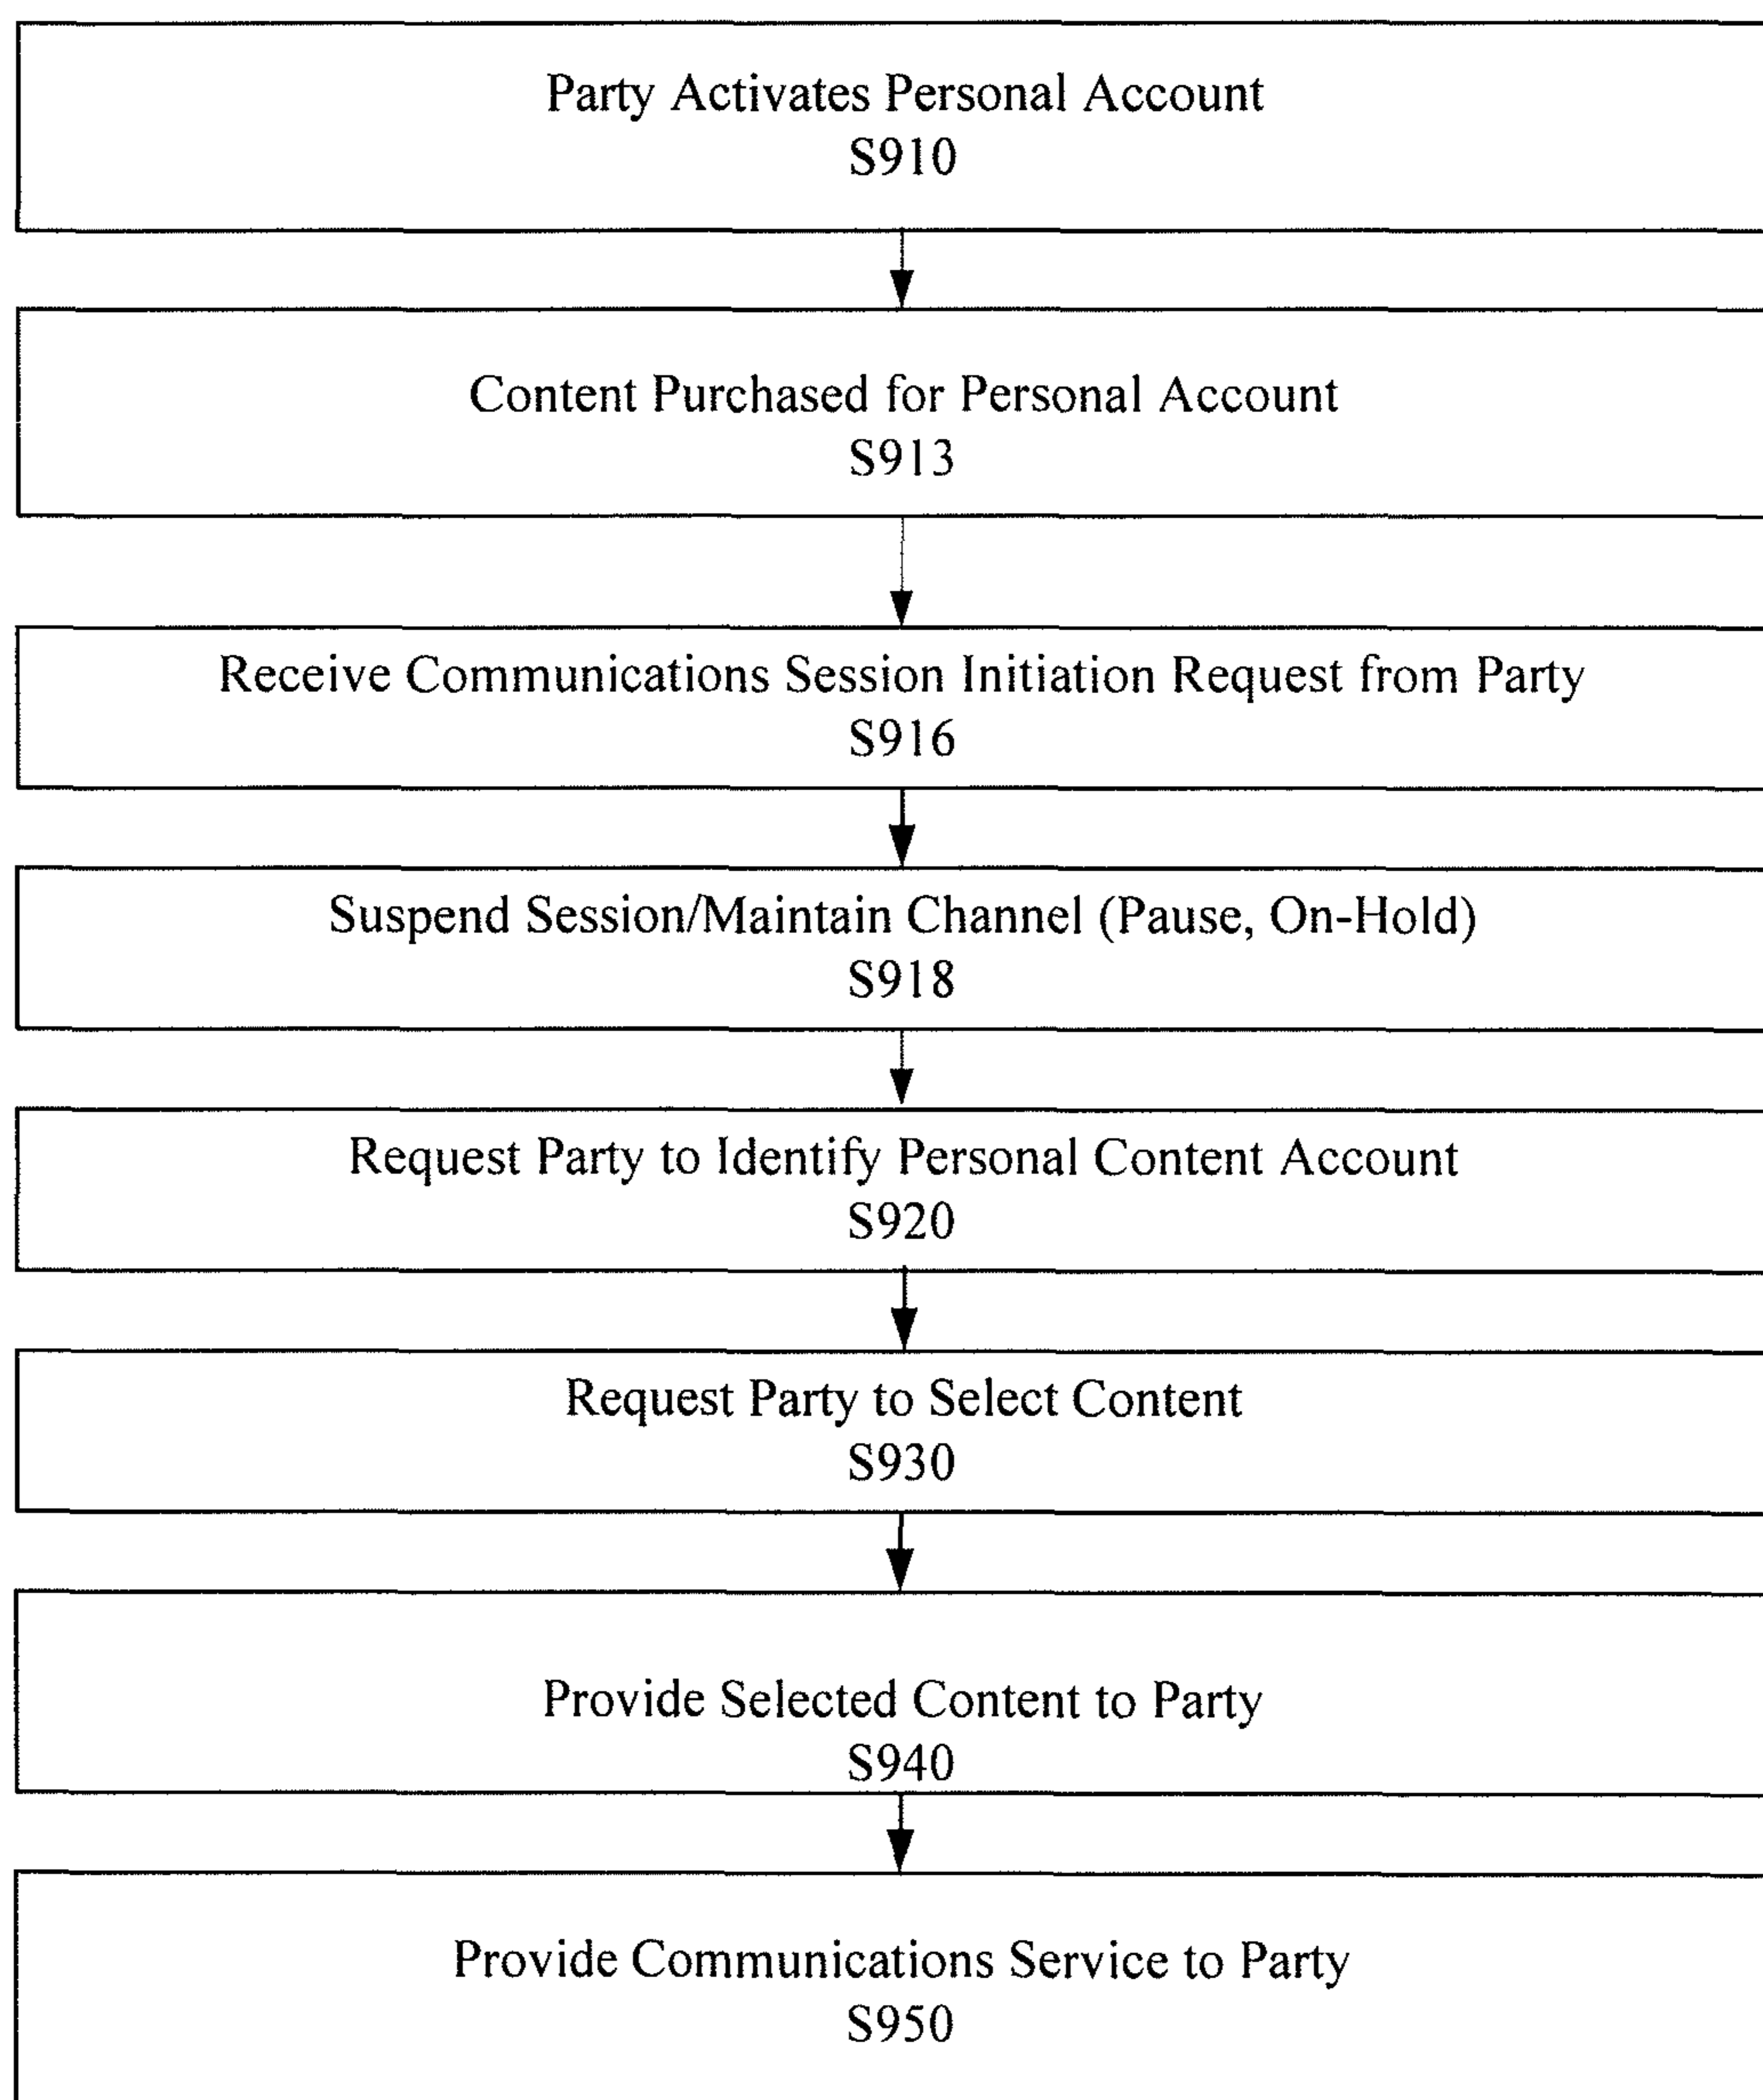 Party Activates Personal Account
S910
Content Purchased for Personal Account
S913
Receive Communications Session Initiation Request from Party
S916
Suspend Session/Maintain Channel (Pause, On-Hold)
S918
Request Party to Identify Personal Content Account
S920
Request Party to Select Content
S930
Provide Selected Content to Party
S940
Provide Communications Service to Party
S950